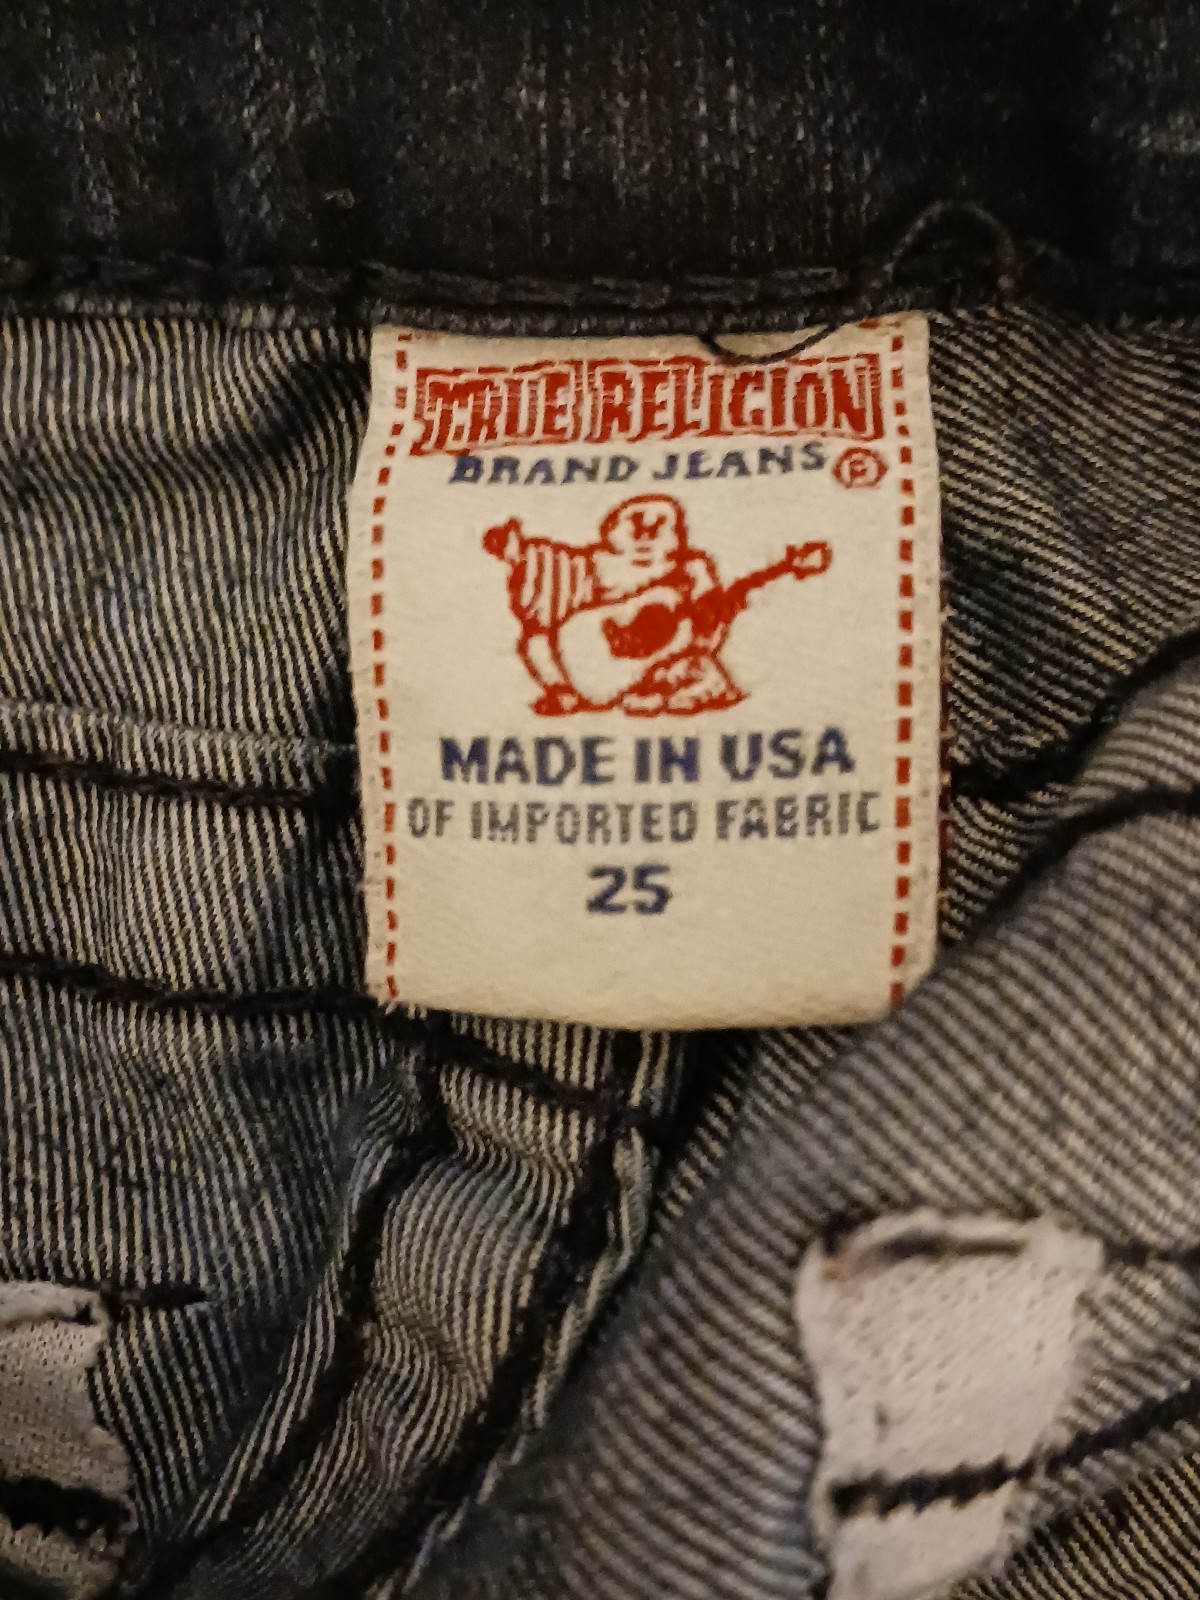 TRUE RELIGION
BRAND JEANS®
MADE IN USA
OF IMPORTED FABRIC
25